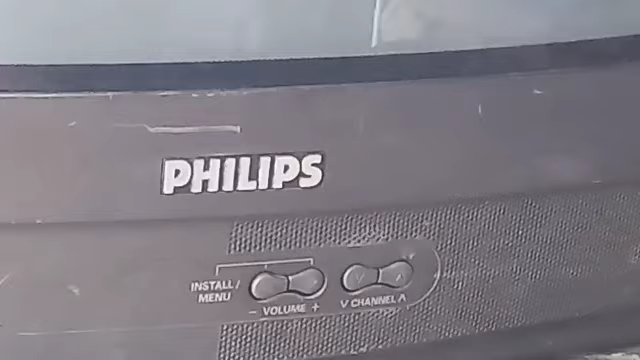 PHILIPS
INSTALL/
MENU
- VOLUME +
V CHANNEL Λ